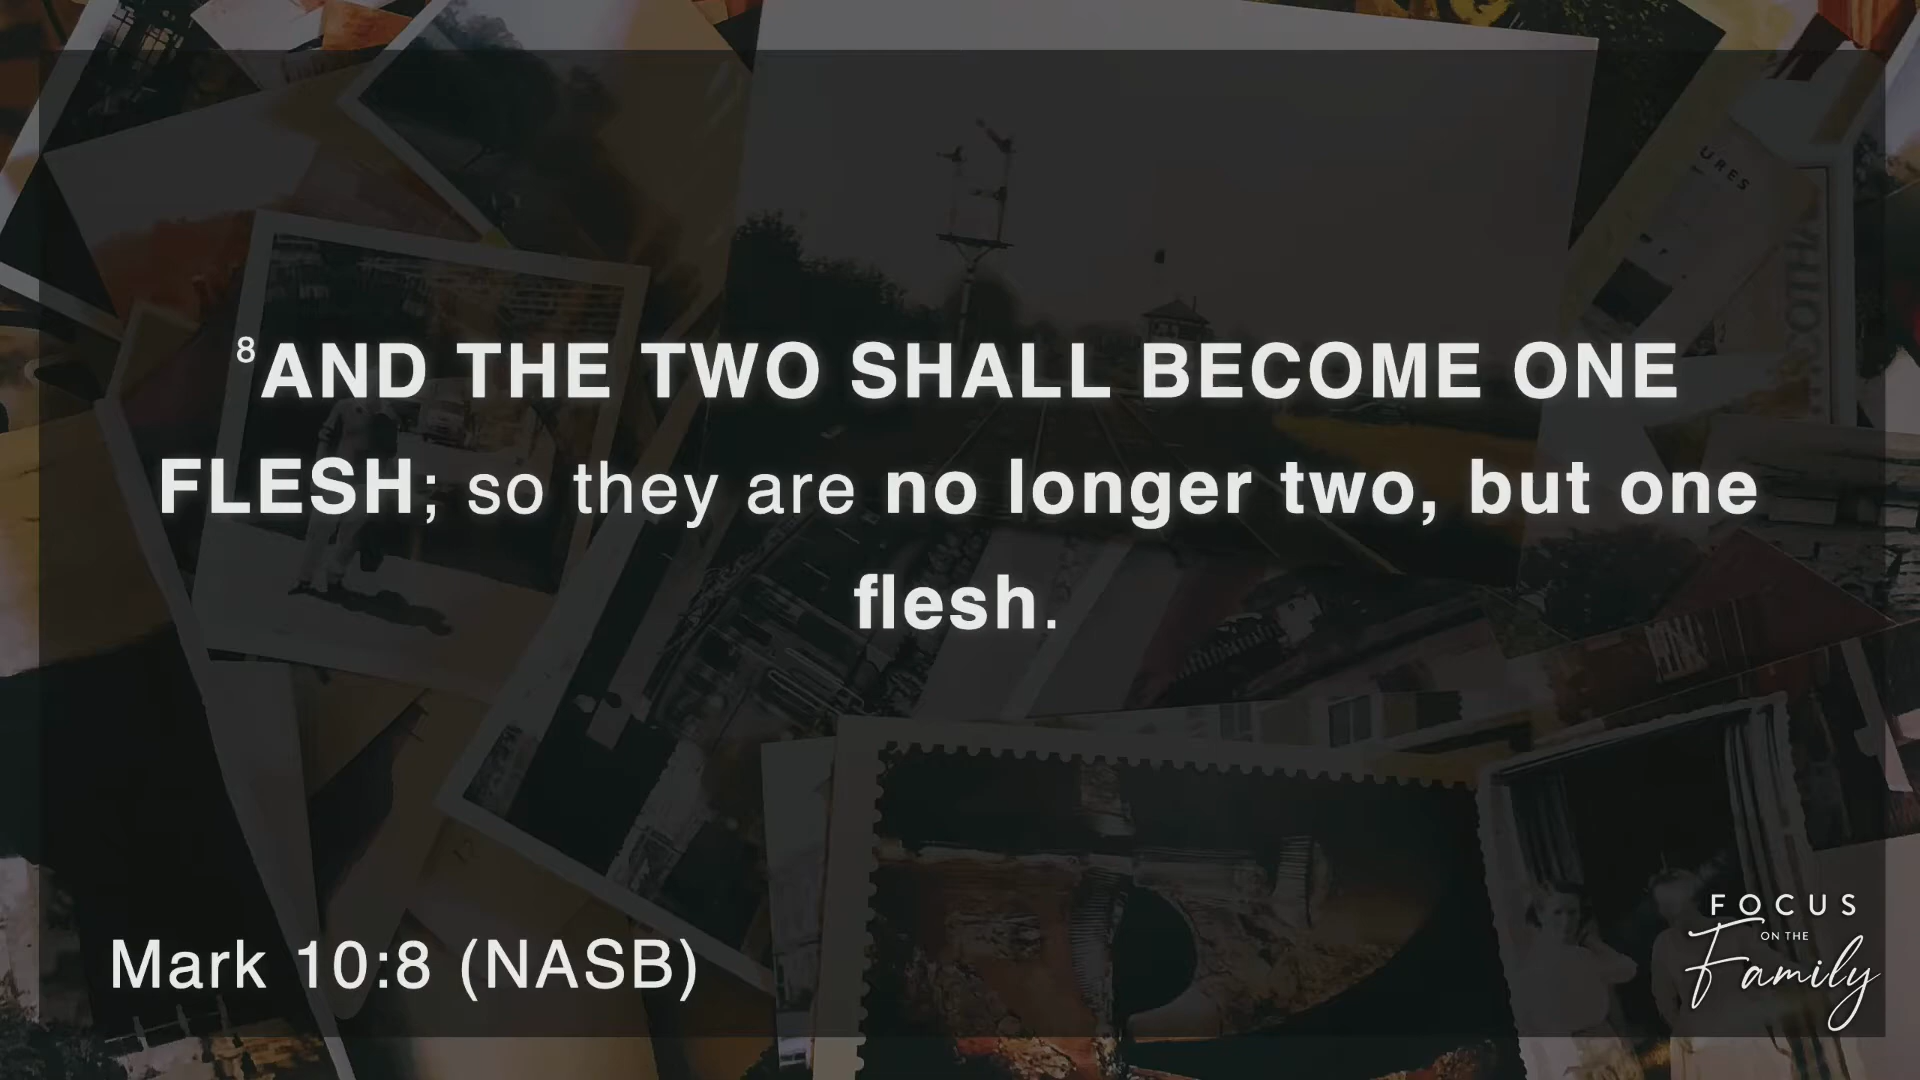 ⁸AND THE TWO SHALL BECOME ONE
FLESH; so they are no longer two, but one
flesh.
Mark 10:8 (NASB)
FOCUS
ON THE
Family
URES